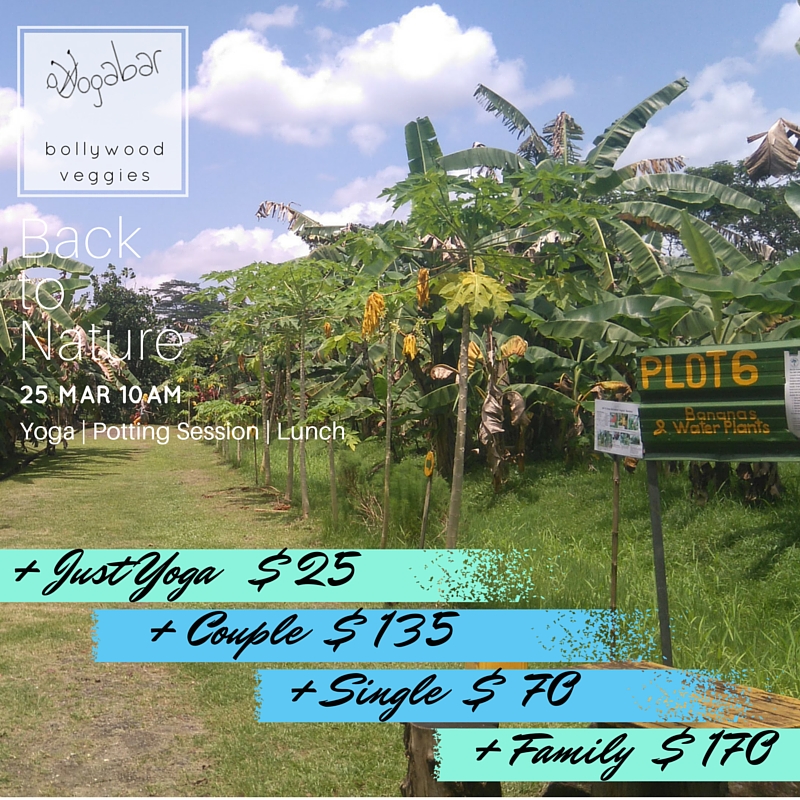 Yogabar
bollywood
veggies
Back
to
Nature
25 MAR 10 AM
Yoga | Potting Session | Lunch
PLOT 6
Bananas
& Water Plants
+ Just Yoga $ 25
+ Couple $ 135
+ Single $ 70
+ Family $ 170